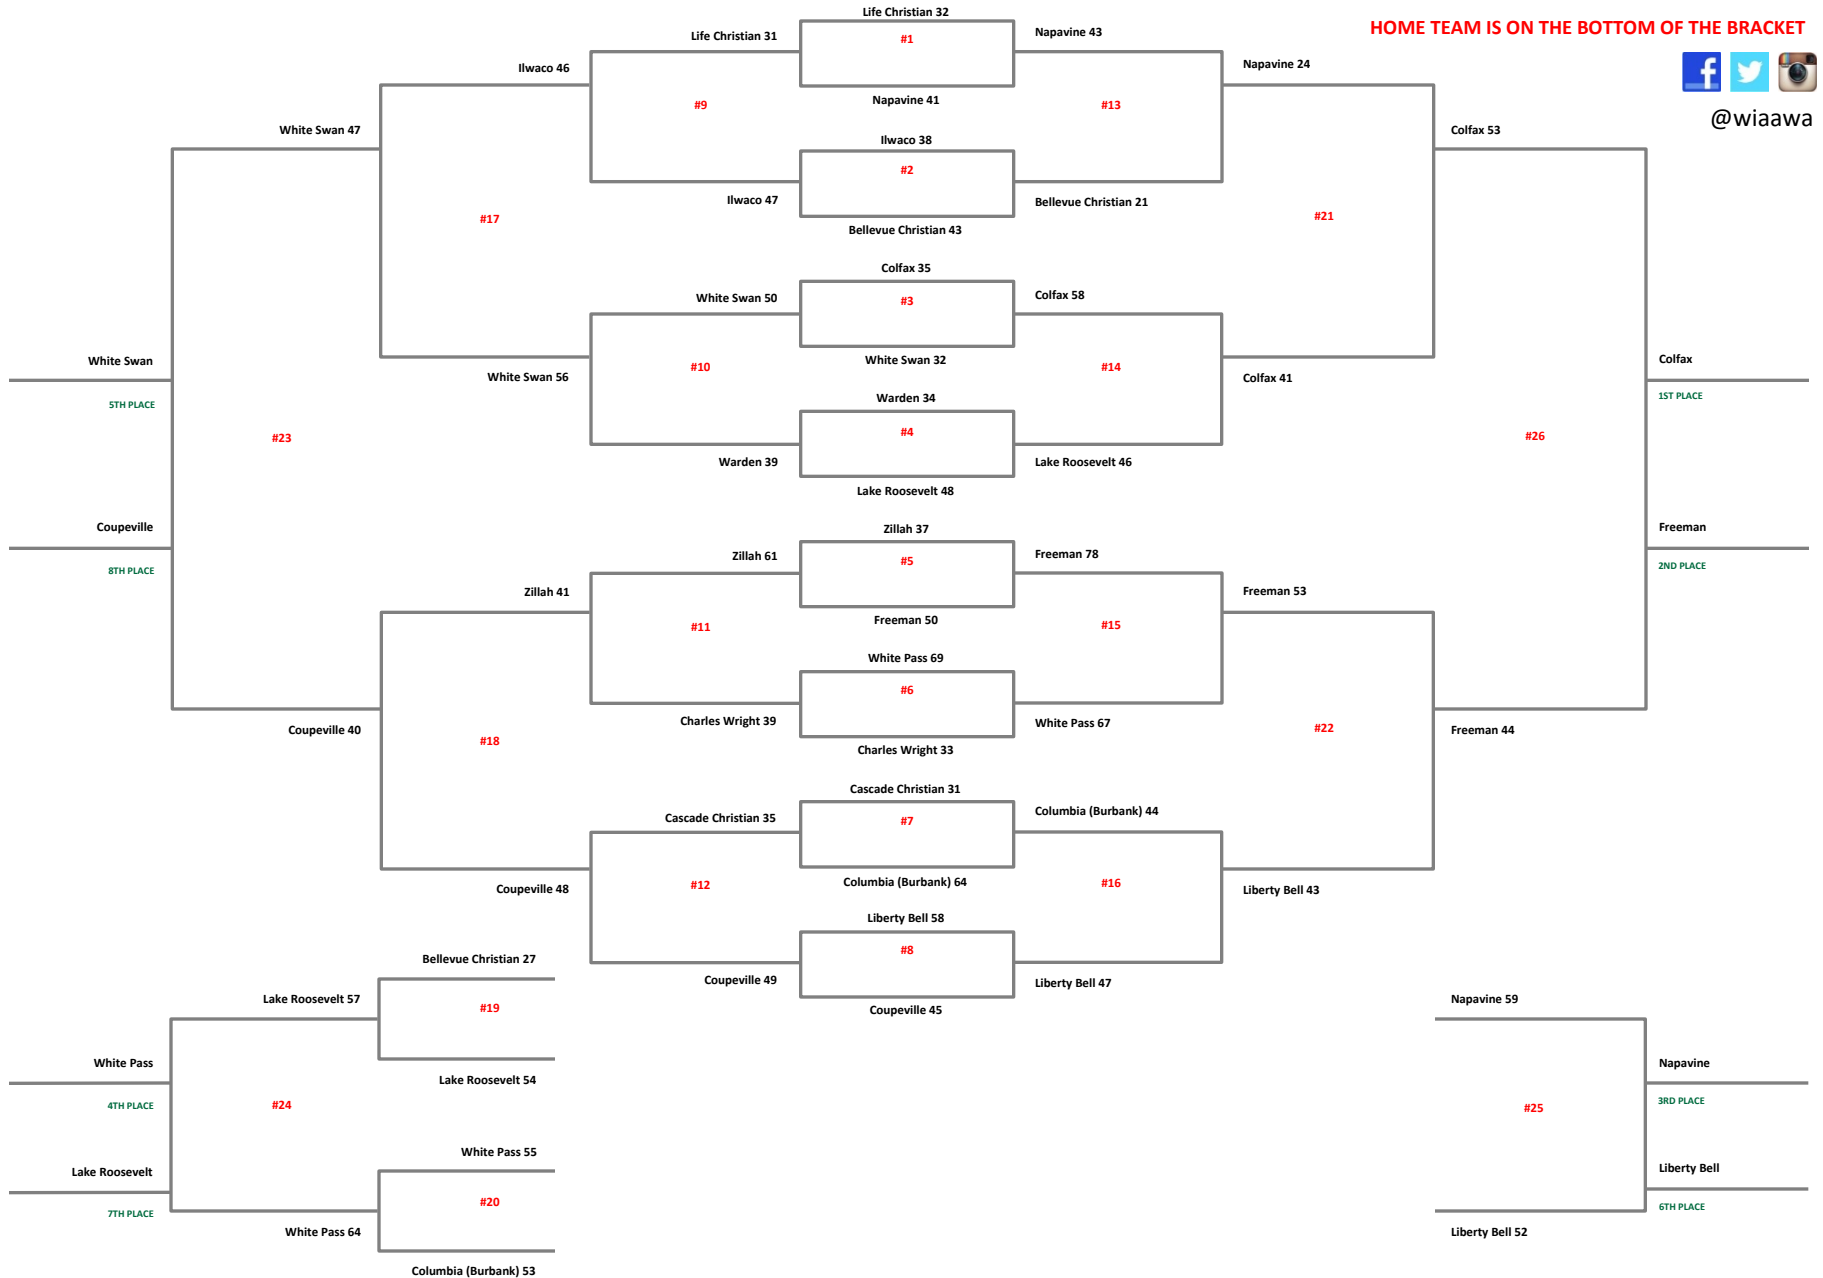 Life Christian 32
HOME TEAM IS ON THE BOTTOM OF THE BRACKET
Life Christian 31
#1
Napavine 43
Ilwaco 46
Napavine 24
Napavine 41
#9
#13
@wiaawa
White Swan 47
Ilwaco 38
Colfax 53
#2
Ilwaco 47
Bellevue Christian 21
#17
#21
Bellevue Christian 43
Colfax 35
White Swan 50
#3
Colfax 58
White Swan
White Swan 32
Colfax
#10
#14
White Swan 56
Colfax 41
5TH PLACE
1ST PLACE
Warden 34
#23
#4
#26
Warden 39
Lake Roosevelt 46
Lake Roosevelt 48
Coupeville
Zillah 37
Freeman
Zillah 61
#5
Freeman 78
8TH PLACE
2ND PLACE
Zillah 41
Freeman 53
Freeman 50
#11
#15
White Pass 69
#6
Charles Wright 39
White Pass 67
Coupeville 40
#18
#22
Freeman 44
Charles Wright 33
Cascade Christian 31
Cascade Christian 35
#7
Columbia (Burbank) 44
Coupeville 48
#12
Columbia (Burbank) 64
#16
Liberty Bell 43
Liberty Bell 58
Bellevue Christian 27
#8
Coupeville 49
Liberty Bell 47
Lake Roosevelt 57
#19
Coupeville 45
Napavine 59
White Pass
Napavine
Lake Roosevelt 54
4TH PLACE
#24
#25
3RD PLACE
White Pass 55
Lake Roosevelt
Liberty Bell
#20
7TH PLACE
6TH PLACE
White Pass 64
Liberty Bell 52
Columbia (Burbank) 53